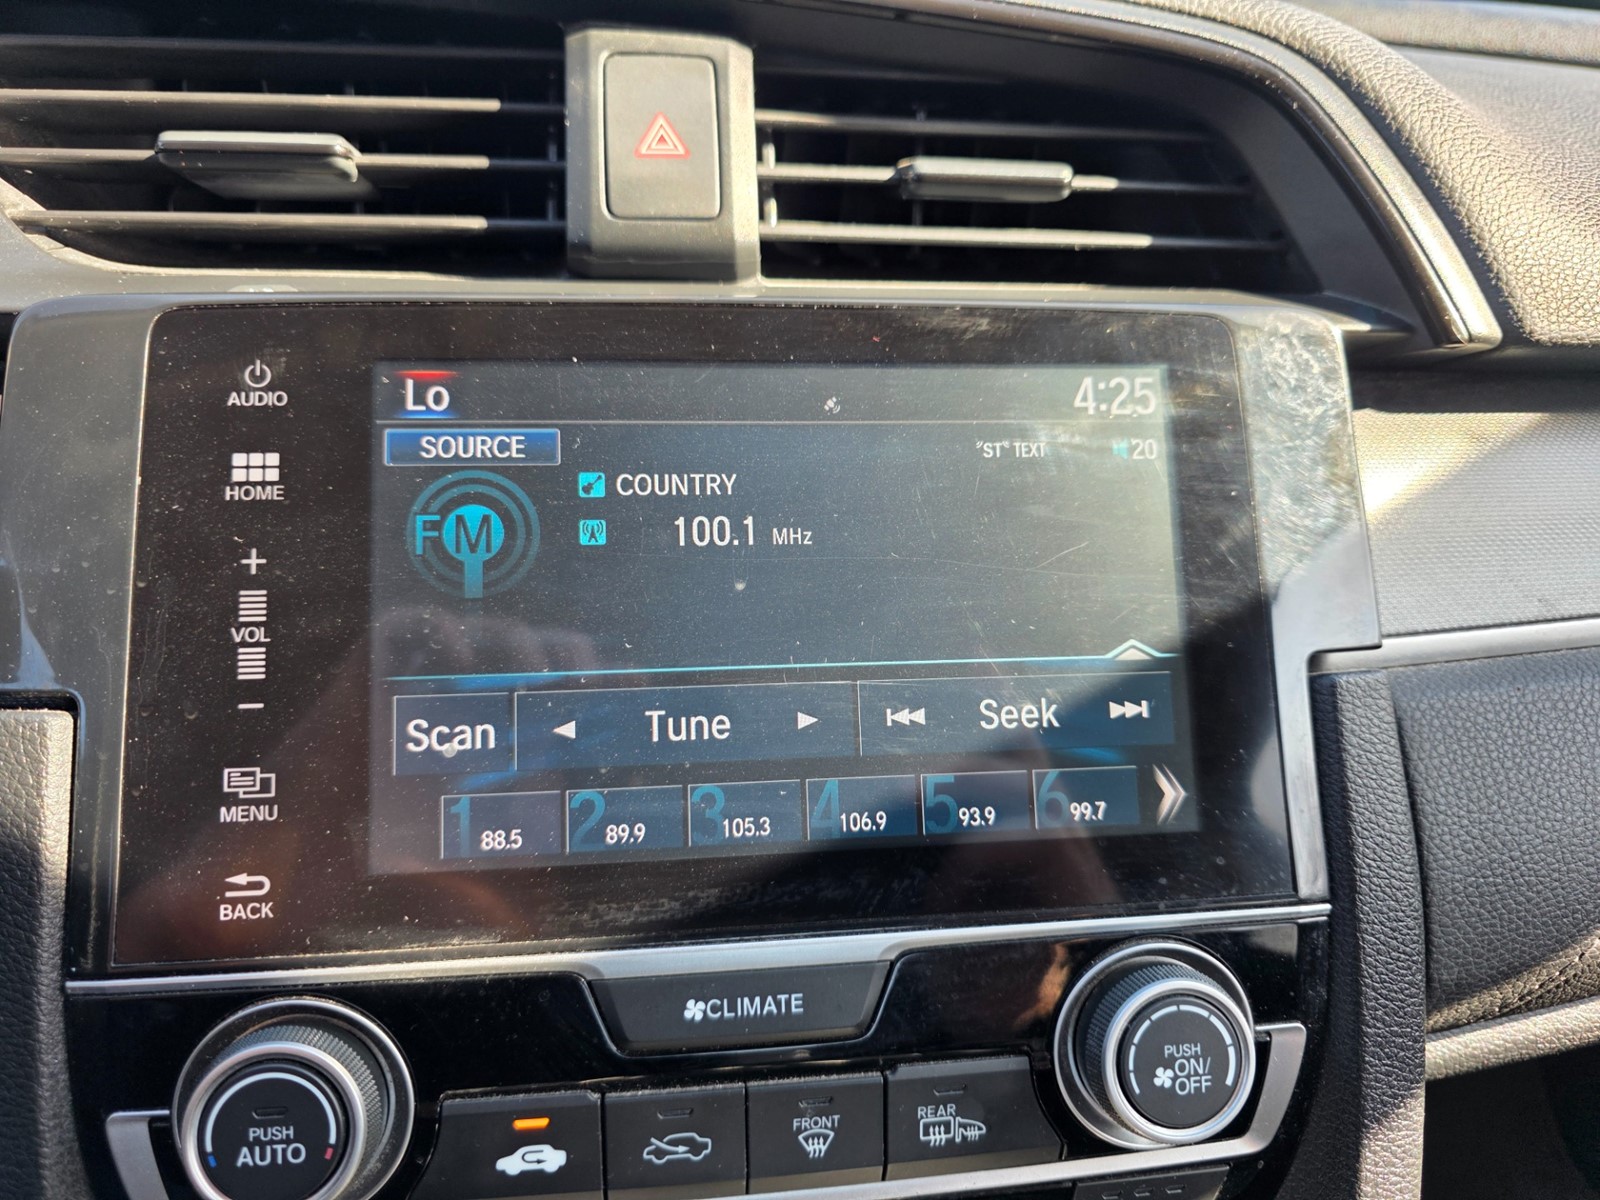 AUDIO
Lo
4:25
SOURCE
"ST" TEXT
20
HOME
FM
COUNTRY
100.1 MHz
+
VOL
−
Scan
Tune
Seek
MENU
1 88.5
2 89.9
3 105.3
4 106.9
5 93.9
6 99.7
BACK
CLIMATE
PUSH
AUTO
FRONT
REAR
PUSH
ON/
OFF